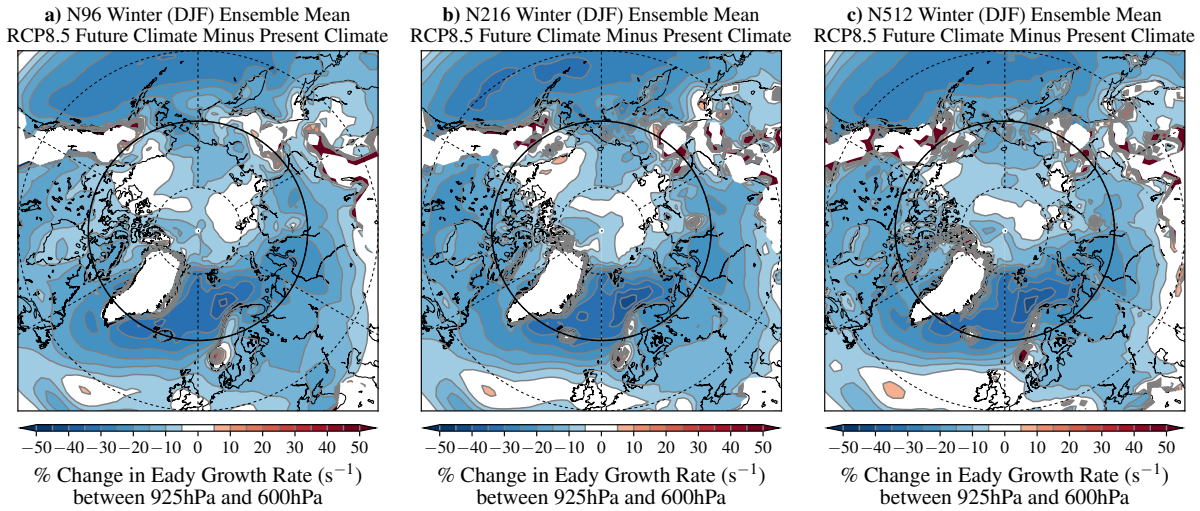 a) N96 Winter (DJF) Ensemble Mean
RCP8.5 Future Climate Minus Present Climate
−50 −40 −30 −20 −10 0 10 20 30 40 50
% Change in Eady Growth Rate (s⁻¹)
between 925hPa and 600hPa
b) N216 Winter (DJF) Ensemble Mean
RCP8.5 Future Climate Minus Present Climate
−50 −40 −30 −20 −10 0 10 20 30 40 50
% Change in Eady Growth Rate (s⁻¹)
between 925hPa and 600hPa
c) N512 Winter (DJF) Ensemble Mean
RCP8.5 Future Climate Minus Present Climate
−50 −40 −30 −20 −10 0 10 20 30 40 50
% Change in Eady Growth Rate (s⁻¹)
between 925hPa and 600hPa